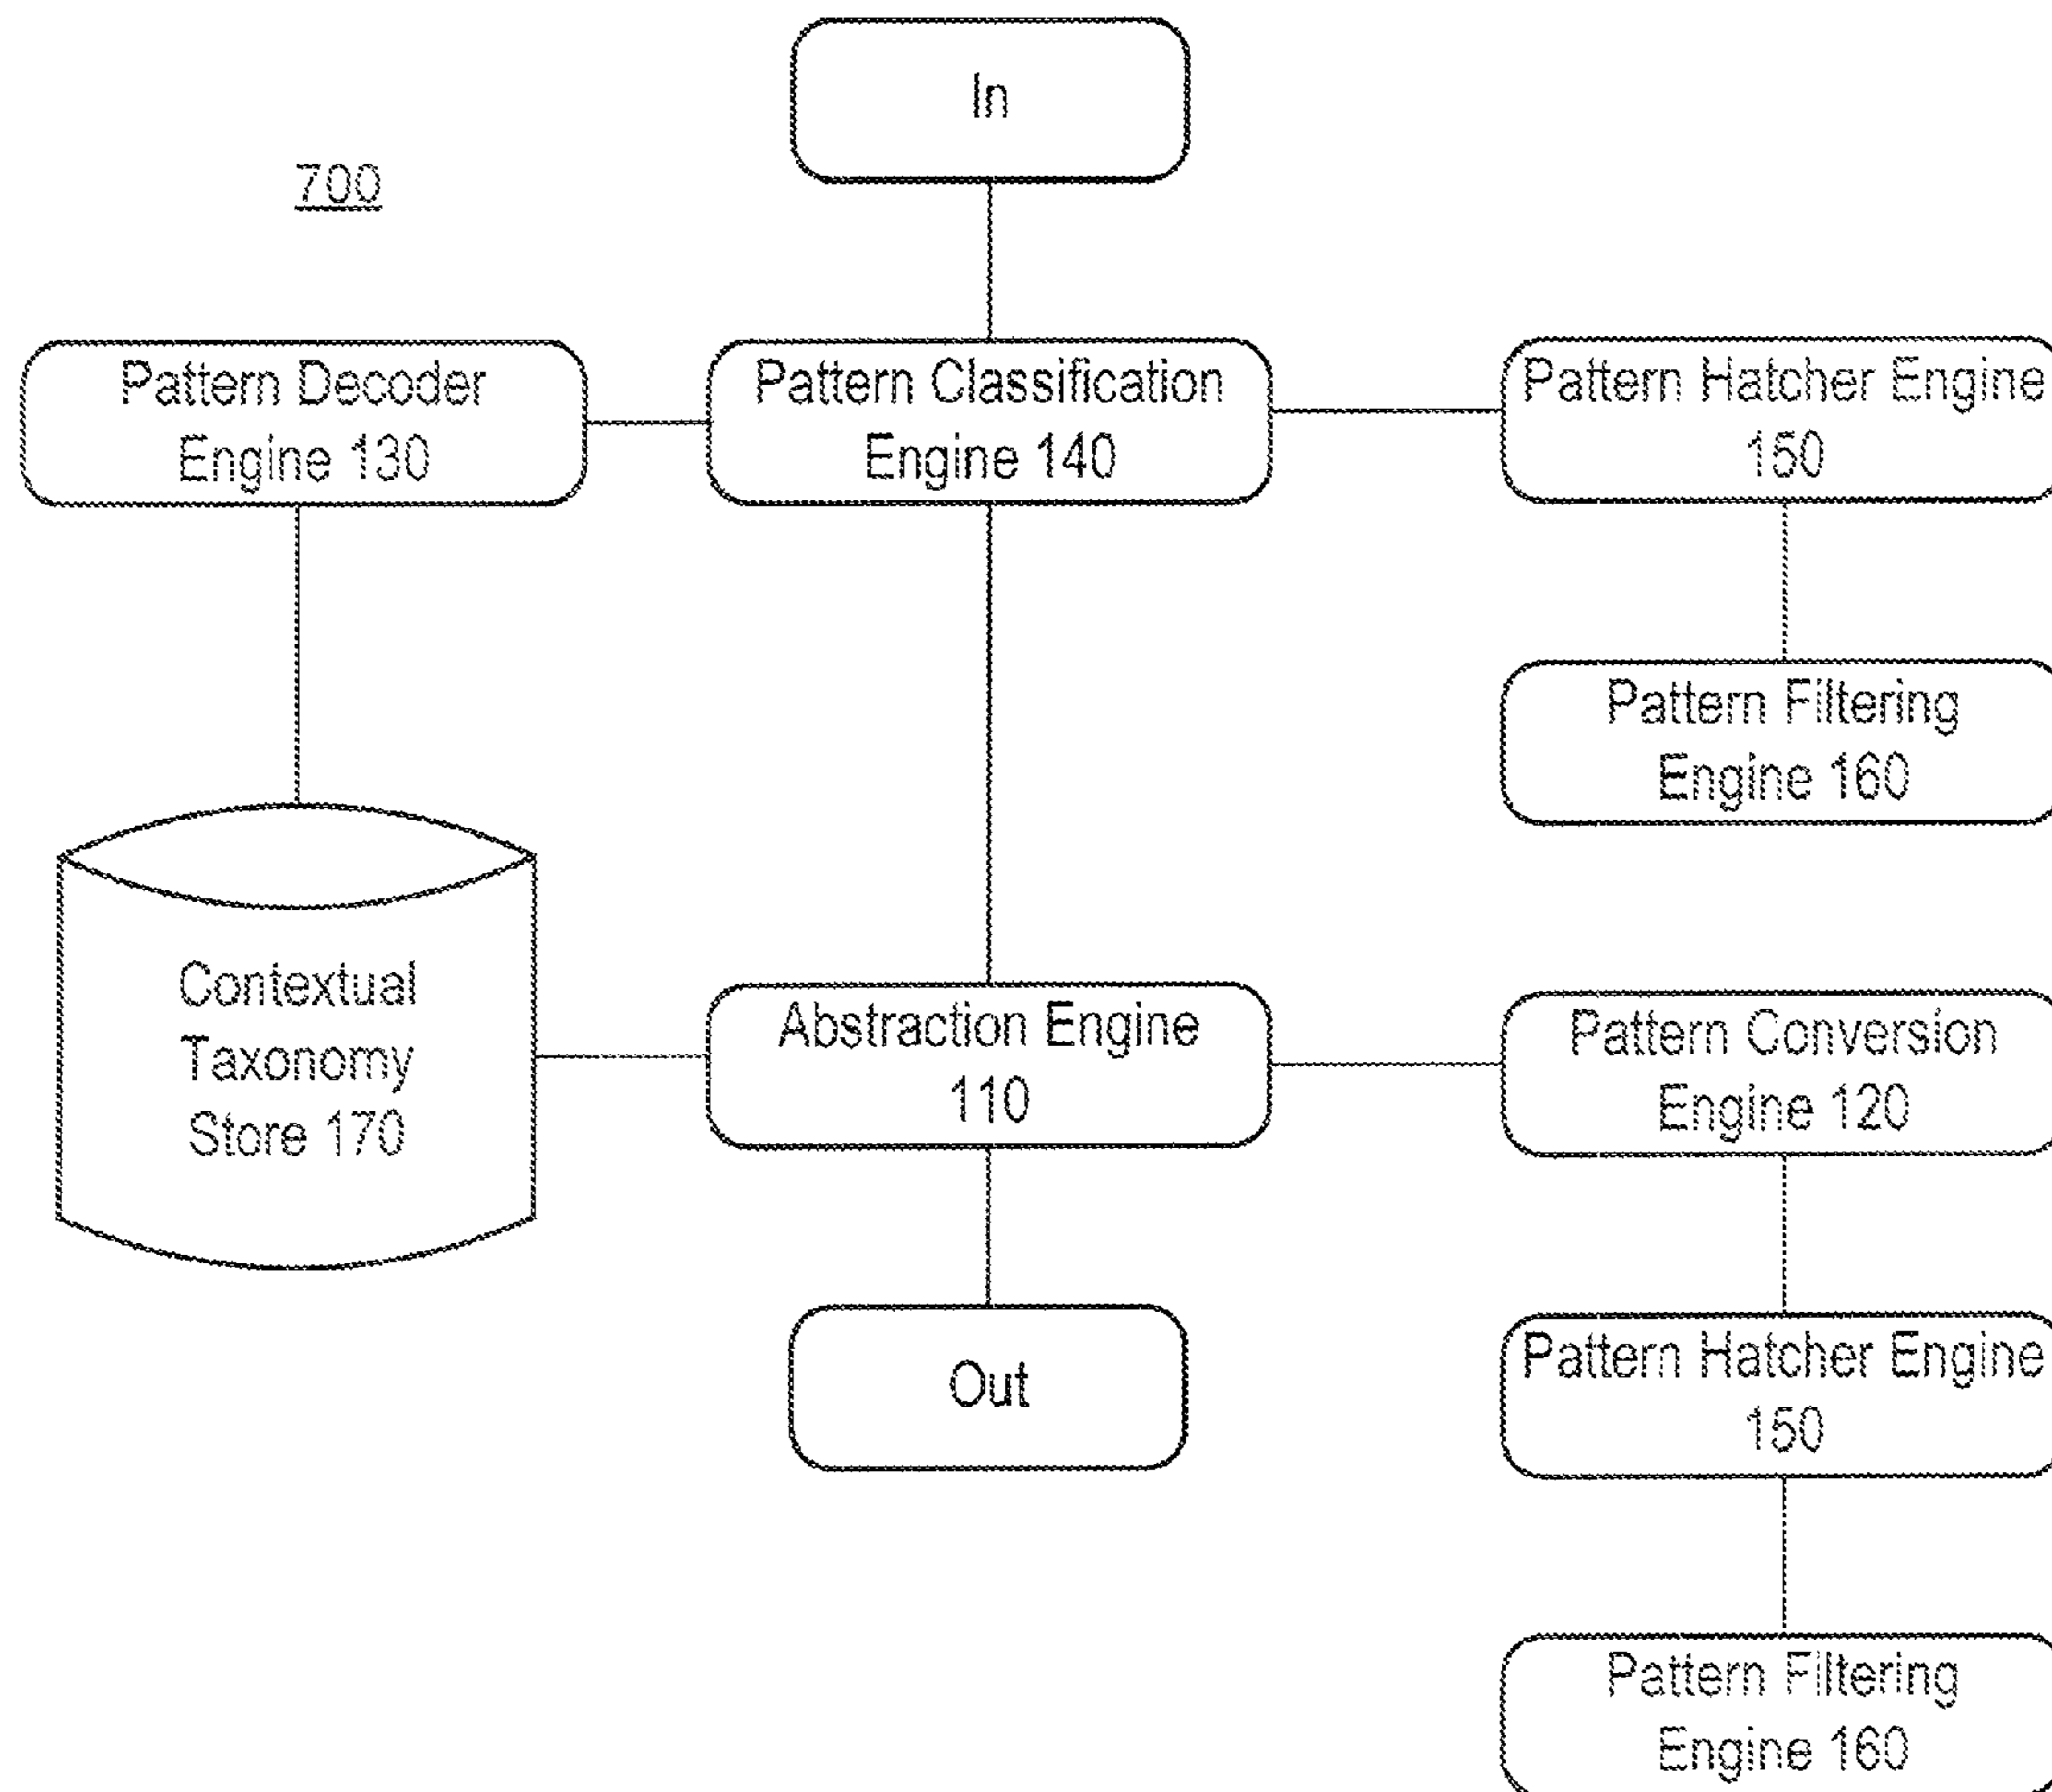 In
700
Pattern Decoder
Engine 130
Pattern Classification
Engine 140
Pattern Hatcher Engine
150
Pattern Filtering
Engine 160
Contextual
Taxonomy
Store 170
Abstraction Engine
110
Pattern Conversion
Engine 120
Out
Pattern Hatcher Engine
150
Pattern Filtering
Engine 160